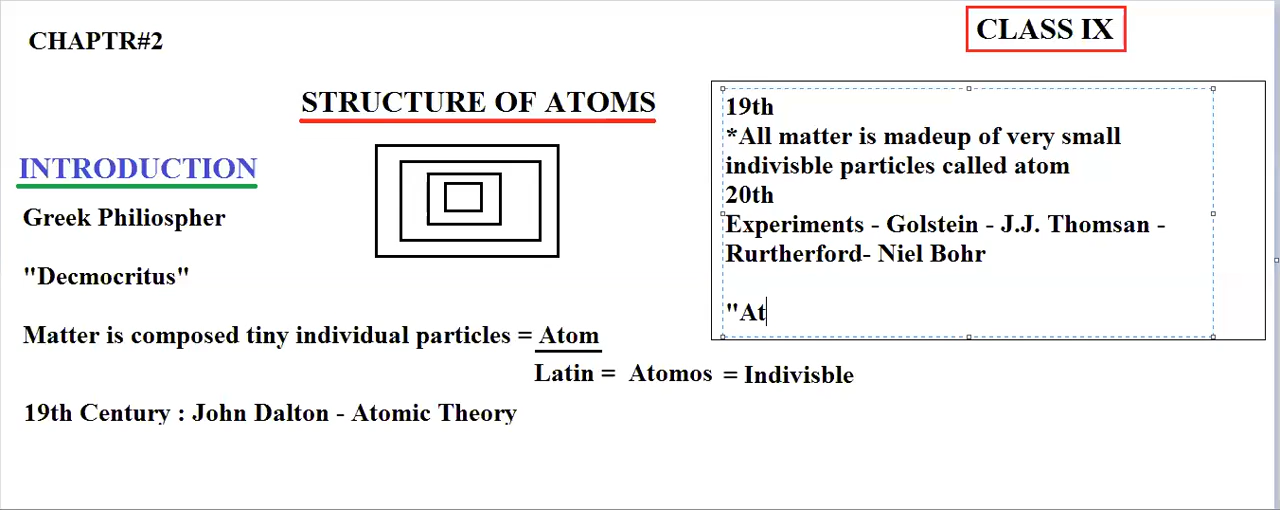 CHAPTR#2
CLASS IX
STRUCTURE OF ATOMS
INTRODUCTION
Greek Philiospher
"Decmocritus"
Matter is composed tiny individual particles = Atom
Latin = Atomos = Indivisble
19th Century : John Dalton - Atomic Theory
19th
*All matter is madeup of very small
indivisble particles called atom
20th
Experiments - Golstein - J.J. Thomsan -
Rurtherford- Niel Bohr
"At